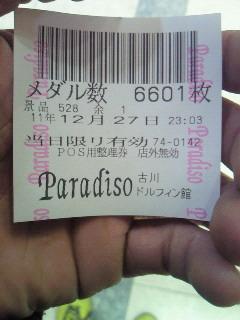 メダル数 6601枚
景品 528 余 1
11年12月27日 23:03
当日限り有効 74-0142
POS用整理券 店外無効
Paradiso 古川
ドルフィン館
Paradiso
Paradiso